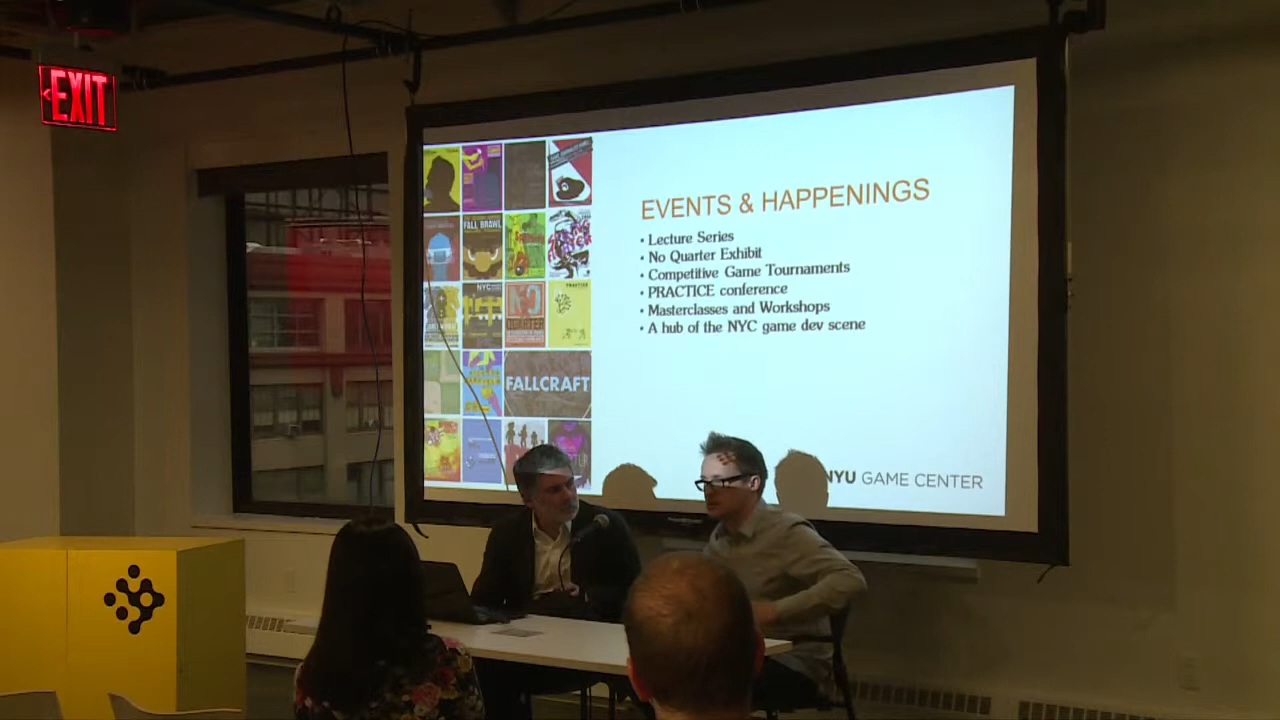 EXIT
EVENTS & HAPPENINGS
• Lecture Series
• No Quarter Exhibit
• Competitive Game Tournaments
• PRACTICE conference
• Masterclasses and Workshops
• A hub of the NYC game dev scene
FALL BRAWL
NYC
PRACTICE
QUARTER
FALLCRAFT
NYU GAME CENTER